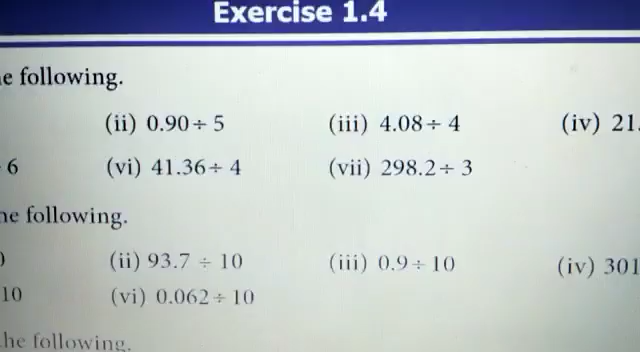 Exercise 1.4
e following.
(ii) 0.90÷ 5 (iii) 4.08÷ 4 (iv) 21.
6 (vi) 41.36÷ 4 (vii) 298.2÷ 3
he following.
(ii) 93.7 ÷ 10 (iii) 0.9÷ 10 (iv) 301
10 (vi) 0.062÷ 10
the following.